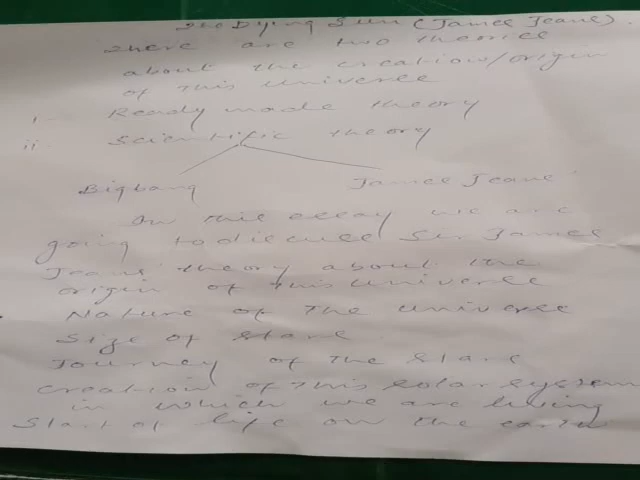 The Dying Sun (James Jeans).
There are two theories
about the creation/origin
of this universe
i- Ready made theory
ii. Scientific theory
Bigbang James Jeans'
In this essay we are
going to discuss Sir James
Jeans' theory about the
origin of this universe
Nature of the universe
Size of stars.
Journey of the stars
creation of this solar system
in which we are living
Start of life on the earth